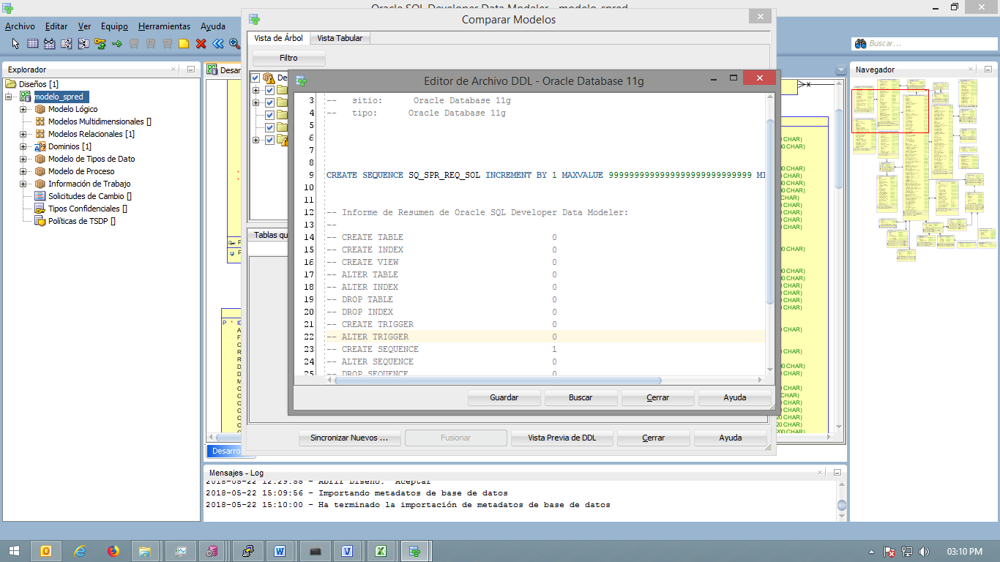 Oracle SQL Developer Data Modeler - modelo_spred
Archivo Editar Ver Equipo Herramientas Ayuda
Buscar...
Explorador
Diseños [1]
modelo_spred
Modelo Lógico
Modelos Multidimensionales []
Modelos Relacionales [1]
Dominios [1]
Modelo de Tipos de Dato
Modelo de Proceso
Información de Trabajo
Solicitudes de Cambio []
Tipos Confidenciales []
Políticas de TSDP []
Comparar Modelos
Vista de Árbol Vista Tabular
Filtro
Tablas qu
Editor de Archivo DDL - Oracle Database 11g
3 -- sitio: Oracle Database 11g
4 -- tipo: Oracle Database 11g
5
6
7
8
9 CREATE SEQUENCE SQ_SPR_REQ_SOL INCREMENT BY 1 MAXVALUE 9999999999999999999999999999 MI
10
11
12 -- Informe de Resumen de Oracle SQL Developer Data Modeler:
13 --
14 -- CREATE TABLE 0
15 -- CREATE INDEX 0
16 -- CREATE VIEW 0
17 -- ALTER TABLE 0
18 -- ALTER INDEX 0
19 -- DROP TABLE 0
20 -- DROP INDEX 0
21 -- CREATE TRIGGER 0
22 -- ALTER TRIGGER 0
23 -- CREATE SEQUENCE 1
24 -- ALTER SEQUENCE 0
25 -- DROP SEQUENCE 0
Guardar Buscar Cerrar Ayuda
Sincronizar Nuevos ... Fusionar Vista Previa de DDL Cerrar Ayuda
Desarro
Navegador
Mensajes - Log
2018-05-22 12:29:55 - Abrir Diseño: Aceptar
2018-05-22 15:09:56 - Importando metadatos de base de datos
2018-05-22 15:10:00 - Ha terminado la importación de metadatos de base de datos
03:10 PM